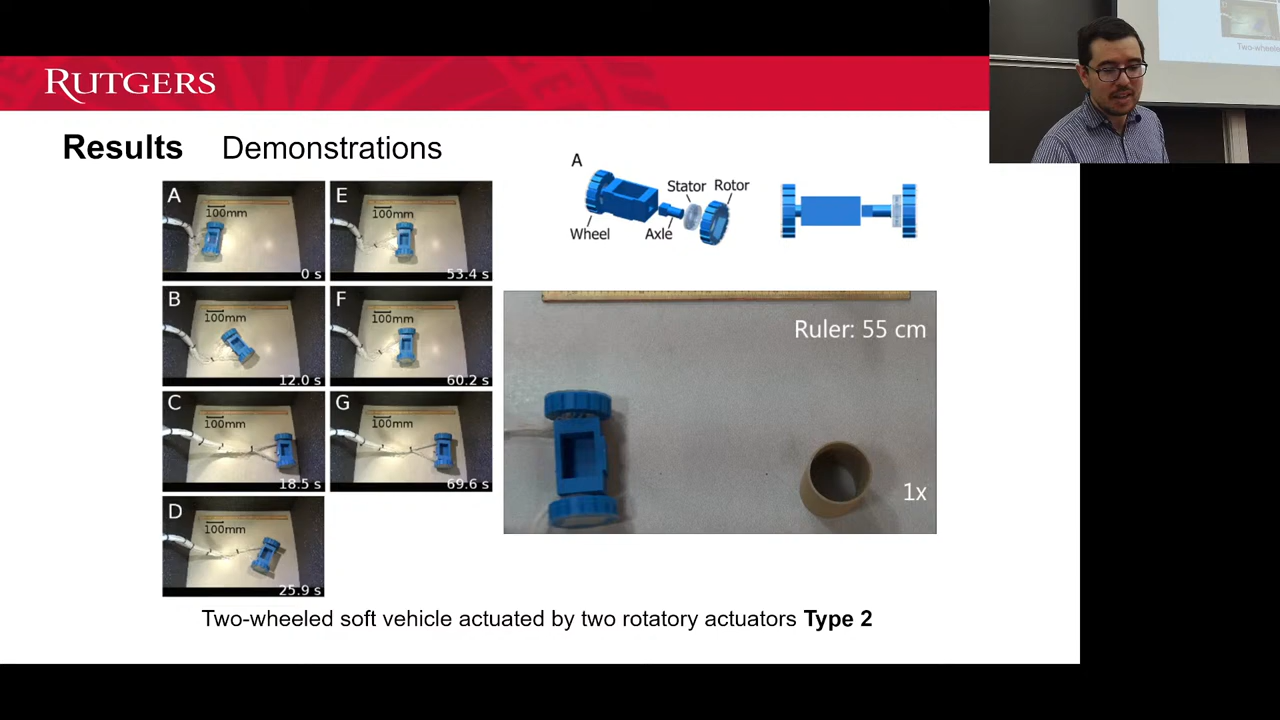 RUTGERS
Results Demonstrations
A
100mm
0 s
E
100mm
53.4 s
B
100mm
12.0 s
F
100mm
60.2 s
C
100mm
18.5 s
G
100mm
69.6 s
D
100mm
25.9 s
A
Stator Rotor
Wheel Axle
Ruler: 55 cm
1x
Two-wheeled soft vehicle actuated by two rotatory actuators Type 2
Two-wheele